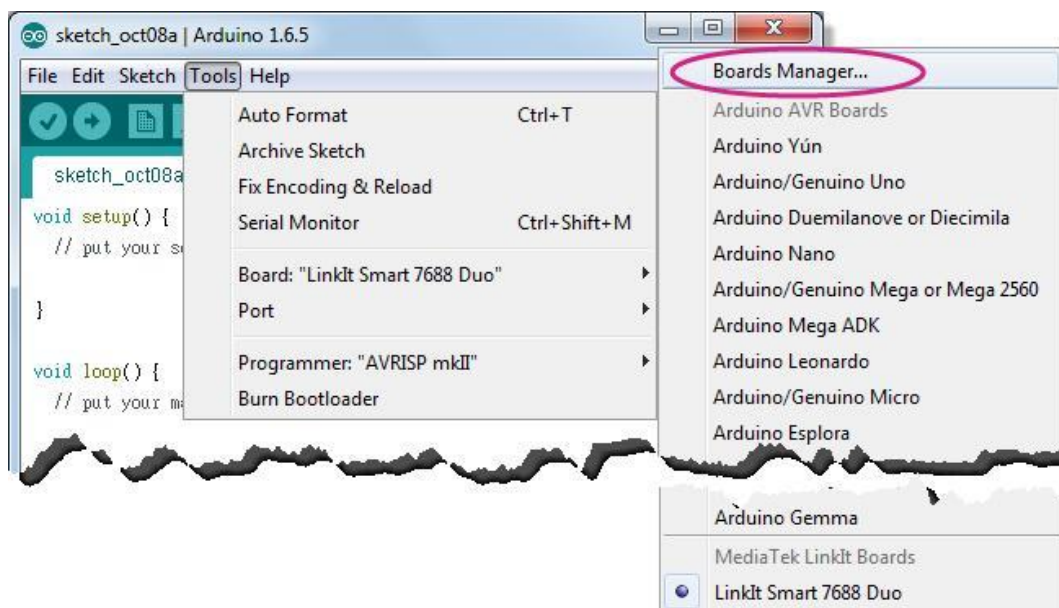 sketch_oct08a | Arduino 1.6.5
File Edit Sketch Tools Help
sketch_oct08a
void setup() {
// put your s
}
void loop() {
// put your m
Auto Format Ctrl+T
Archive Sketch
Fix Encoding & Reload
Serial Monitor Ctrl+Shift+M
Board: "LinkIt Smart 7688 Duo"
Port
Programmer: "AVRISP mkII"
Burn Bootloader
Boards Manager...
Arduino AVR Boards
Arduino Yún
Arduino/Genuino Uno
Arduino Duemilanove or Diecimila
Arduino Nano
Arduino/Genuino Mega or Mega 2560
Arduino Mega ADK
Arduino Leonardo
Arduino/Genuino Micro
Arduino Esplora
Arduino Gemma
MediaTek LinkIt Boards
LinkIt Smart 7688 Duo